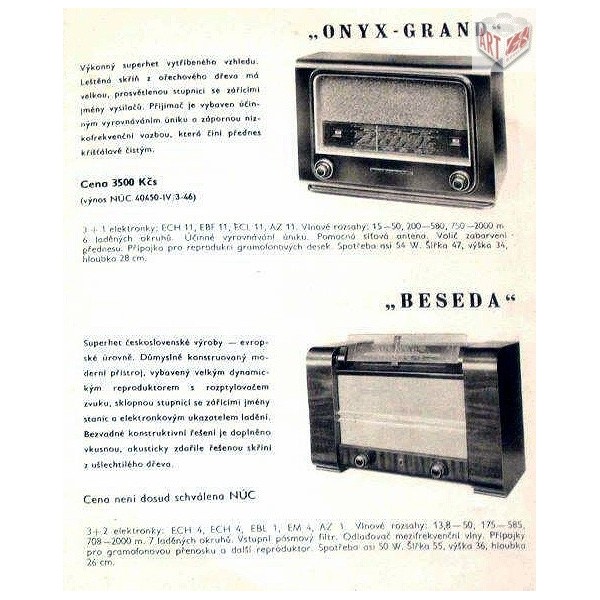 „ONYX-GRAND"
Výkonný superhet vytříbeného vzhledu.
Leštěná skříň z ořechového dřeva má
velkou, prosvětlenou stupnici se zářícími
jmény vysílačů. Přijímač je vybaven účin-
ným vyrovnáváním úniku a zápornou níz-
kofrekvenční vazbou, která činí přednes
křišťálově čistým.
Cena 3500 Kčs
(výnos NÚC 40450-IV/3-46)
3+1 elektronky: ECH 11, EBF 11, ECL 11, AZ 11. Vlnové rozsahy: 15—50, 200—580, 750—2000 m.
6 laděných okruhů. Účinné vyrovnávání úniku. Pomocná síťová antena. Volič zabarvení
přednesu. Přípojka pro reprodukci gramofonových desek. Spotřeba asi 54 W. Šířka 47, výška 34,
hloubka 28 cm.
„BESEDA"
Superhet československé výroby — evrop-
ské úrovně. Důmyslně konstruovaný mo-
derní přístroj, vybavený velkým dynamic-
kým reproduktorem s rozptylovačem
zvuku, sklopnou stupnicí se zářícími jmény
stanic a elektronkovým ukazatelem ladění.
Bezvadné konstruktivní řešení je doplněno
vkusnou, akusticky zdařile řešenou skříní
z ušlechtilého dřeva.
Cena není dosud schválena NÚC
3+2 elektronky: ECH 4, ECH 4, EBL 1, EM 4, AZ 1. Vlnové rozsahy: 13,8—50, 175—585,
708—2000 m. 7 laděných okruhů. Vstupní pásmový filtr. Odlaďovač mezifrekvenční vlny. Přípojky
pro gramofonovou přenosku a další reproduktor. Spotřeba asi 50 W. Šířka 55, výška 36, hloubka
26 cm.
ART